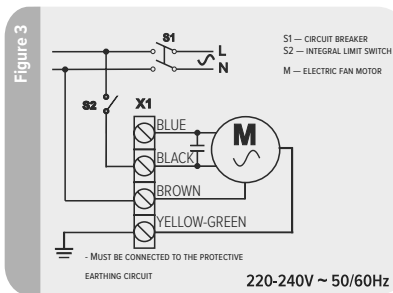 Figure 3
S1
L
N
S1 — CIRCUIT BREAKER
S2 — INTEGRAL LIMIT SWITCH
M — ELECTRIC FAN MOTOR
S2
X1
BLUE
M
BLACK
BROWN
YELLOW-GREEN
- MUST BE CONNECTED TO THE PROTECTIVE
EARTHING CIRCUIT
220-240V ~ 50/60Hz